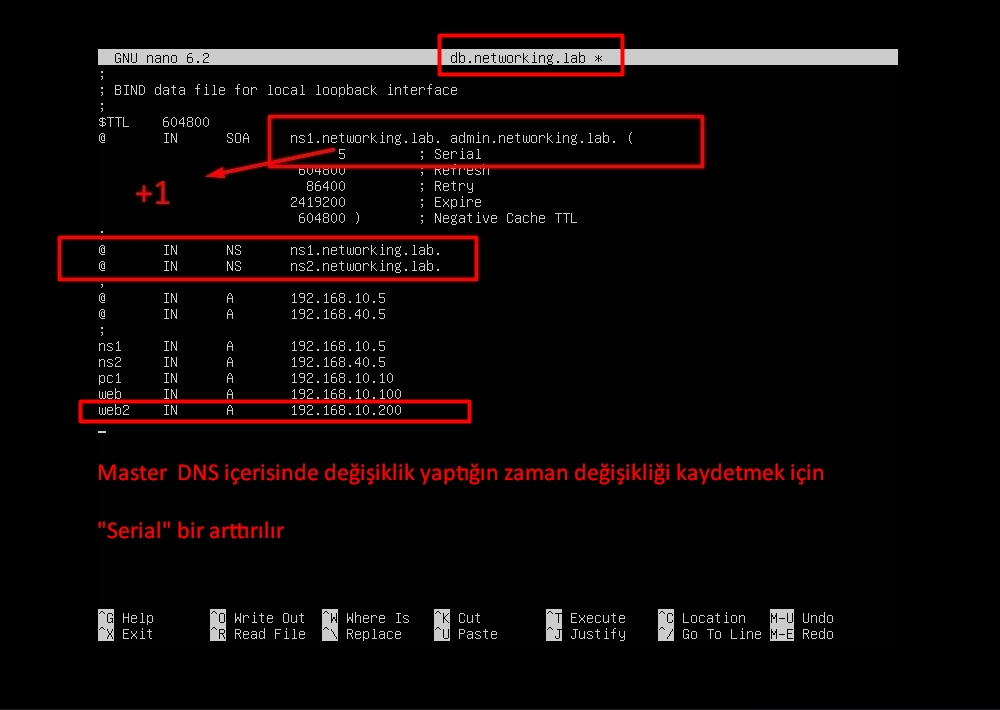 GNU nano 6.2 db.networking.lab *
;
; BIND data file for local loopback interface
;
$TTL 604800
@ IN SOA ns1.networking.lab. admin.networking.lab. (
5 ; Serial
604800 ; Refresh
+1 86400 ; Retry
2419200 ; Expire
604800 ) ; Negative Cache TTL
;
@ IN NS ns1.networking.lab.
@ IN NS ns2.networking.lab.
;
@ IN A 192.168.10.5
@ IN A 192.168.40.5
;
ns1 IN A 192.168.10.5
ns2 IN A 192.168.40.5
pc1 IN A 192.168.10.10
web IN A 192.168.10.100
web2 IN A 192.168.10.200
Master DNS içerisinde değişiklik yaptığın zaman değişikliği kaydetmek için
"Serial" bir arttırılır
^G Help ^O Write Out ^W Where Is ^K Cut ^T Execute ^C Location M-U Undo
^X Exit ^R Read File ^\ Replace ^U Paste ^J Justify ^/ Go To Line M-E Redo